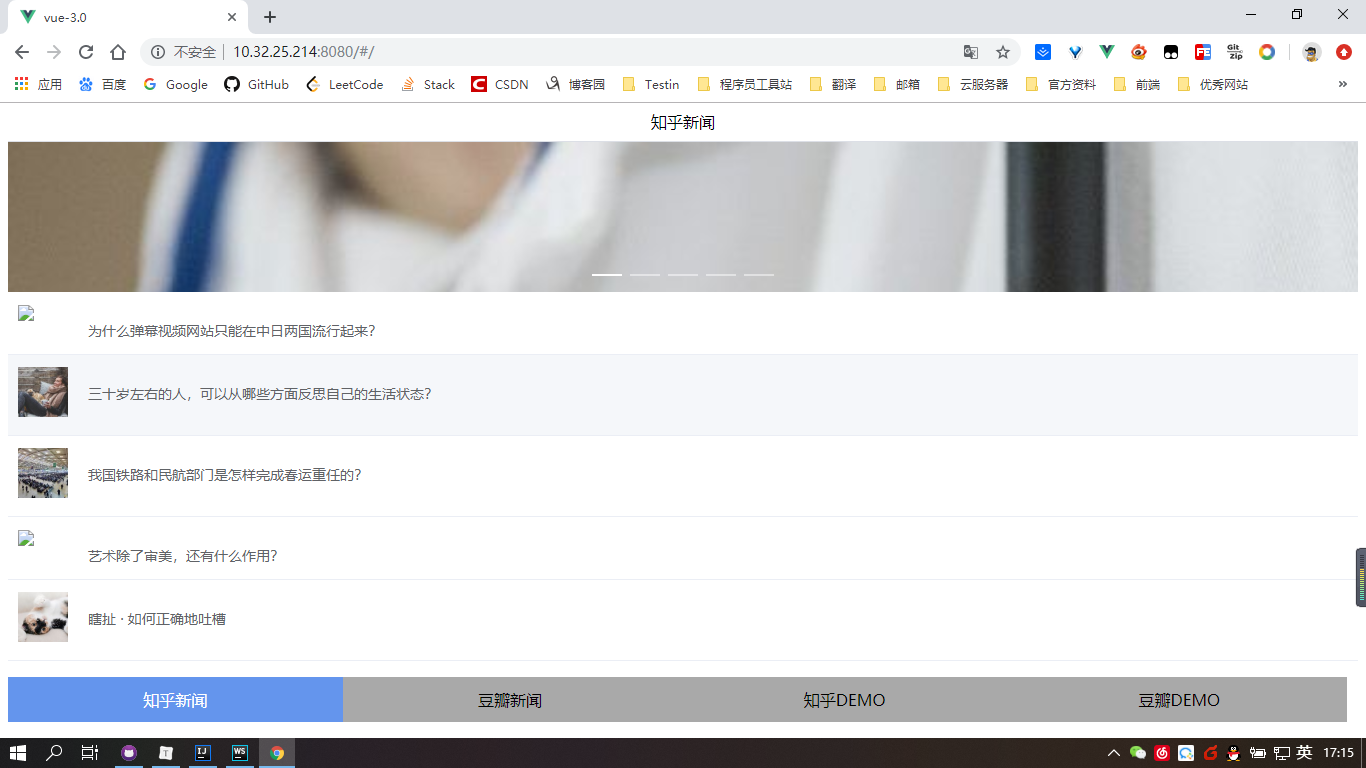 vue-3.0
不安全 10.32.25.214:8080/#/
应用 百度 Google GitHub LeetCode Stack CSDN 博客园 Testin 程序员工具站 翻译 邮箱 云服务器 官方资料 前端 优秀网站 »
知乎新闻
为什么弹幕视频网站只能在中日两国流行起来?
三十岁左右的人，可以从哪些方面反思自己的生活状态?
我国铁路和民航部门是怎样完成春运重任的?
艺术除了审美，还有什么作用?
瞎扯 · 如何正确地吐槽
知乎新闻 豆瓣新闻 知乎DEMO 豆瓣DEMO
英 17:15